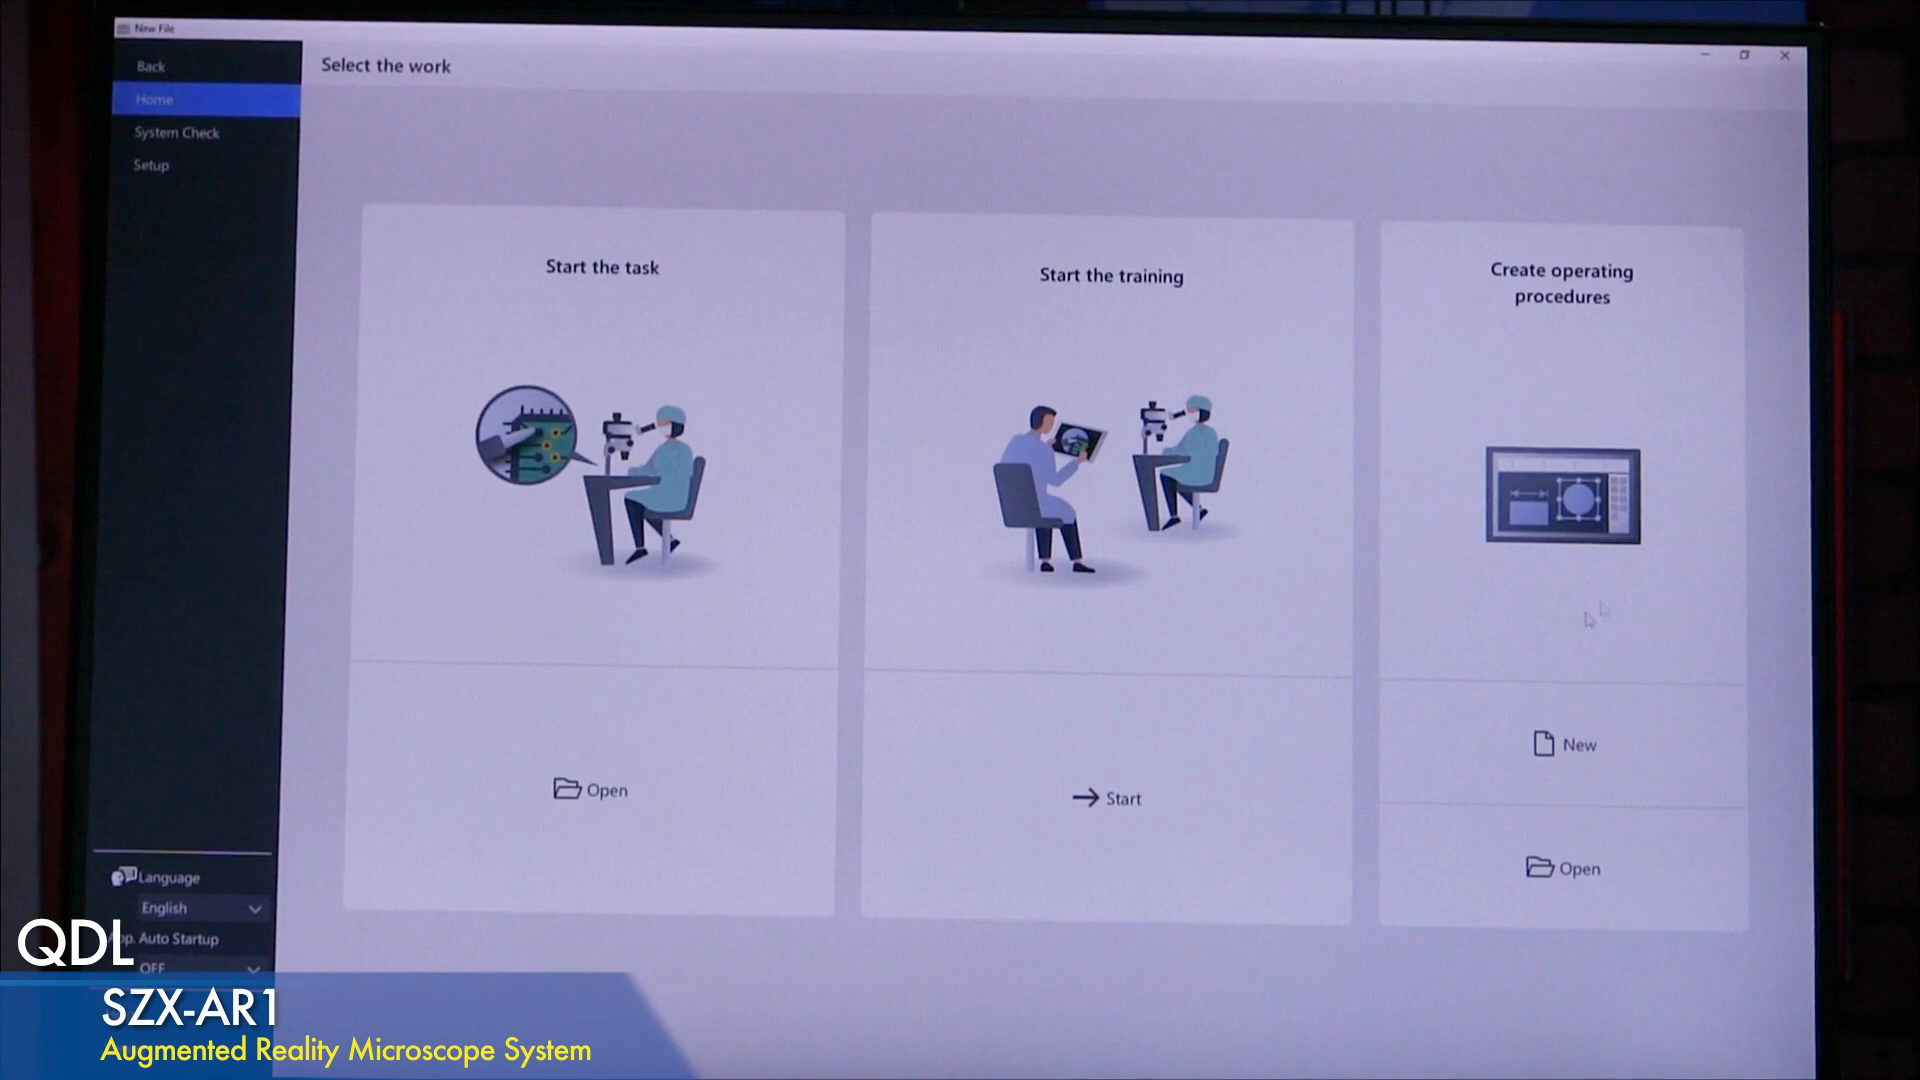 New File
Back
Home
System Check
Setup
Select the work
Start the task
Open
Start the training
Start
Create operating
procedures
New
Open
Language
English
App. Auto Startup
OFF
QDL
SZX-AR1
Augmented Reality Microscope System